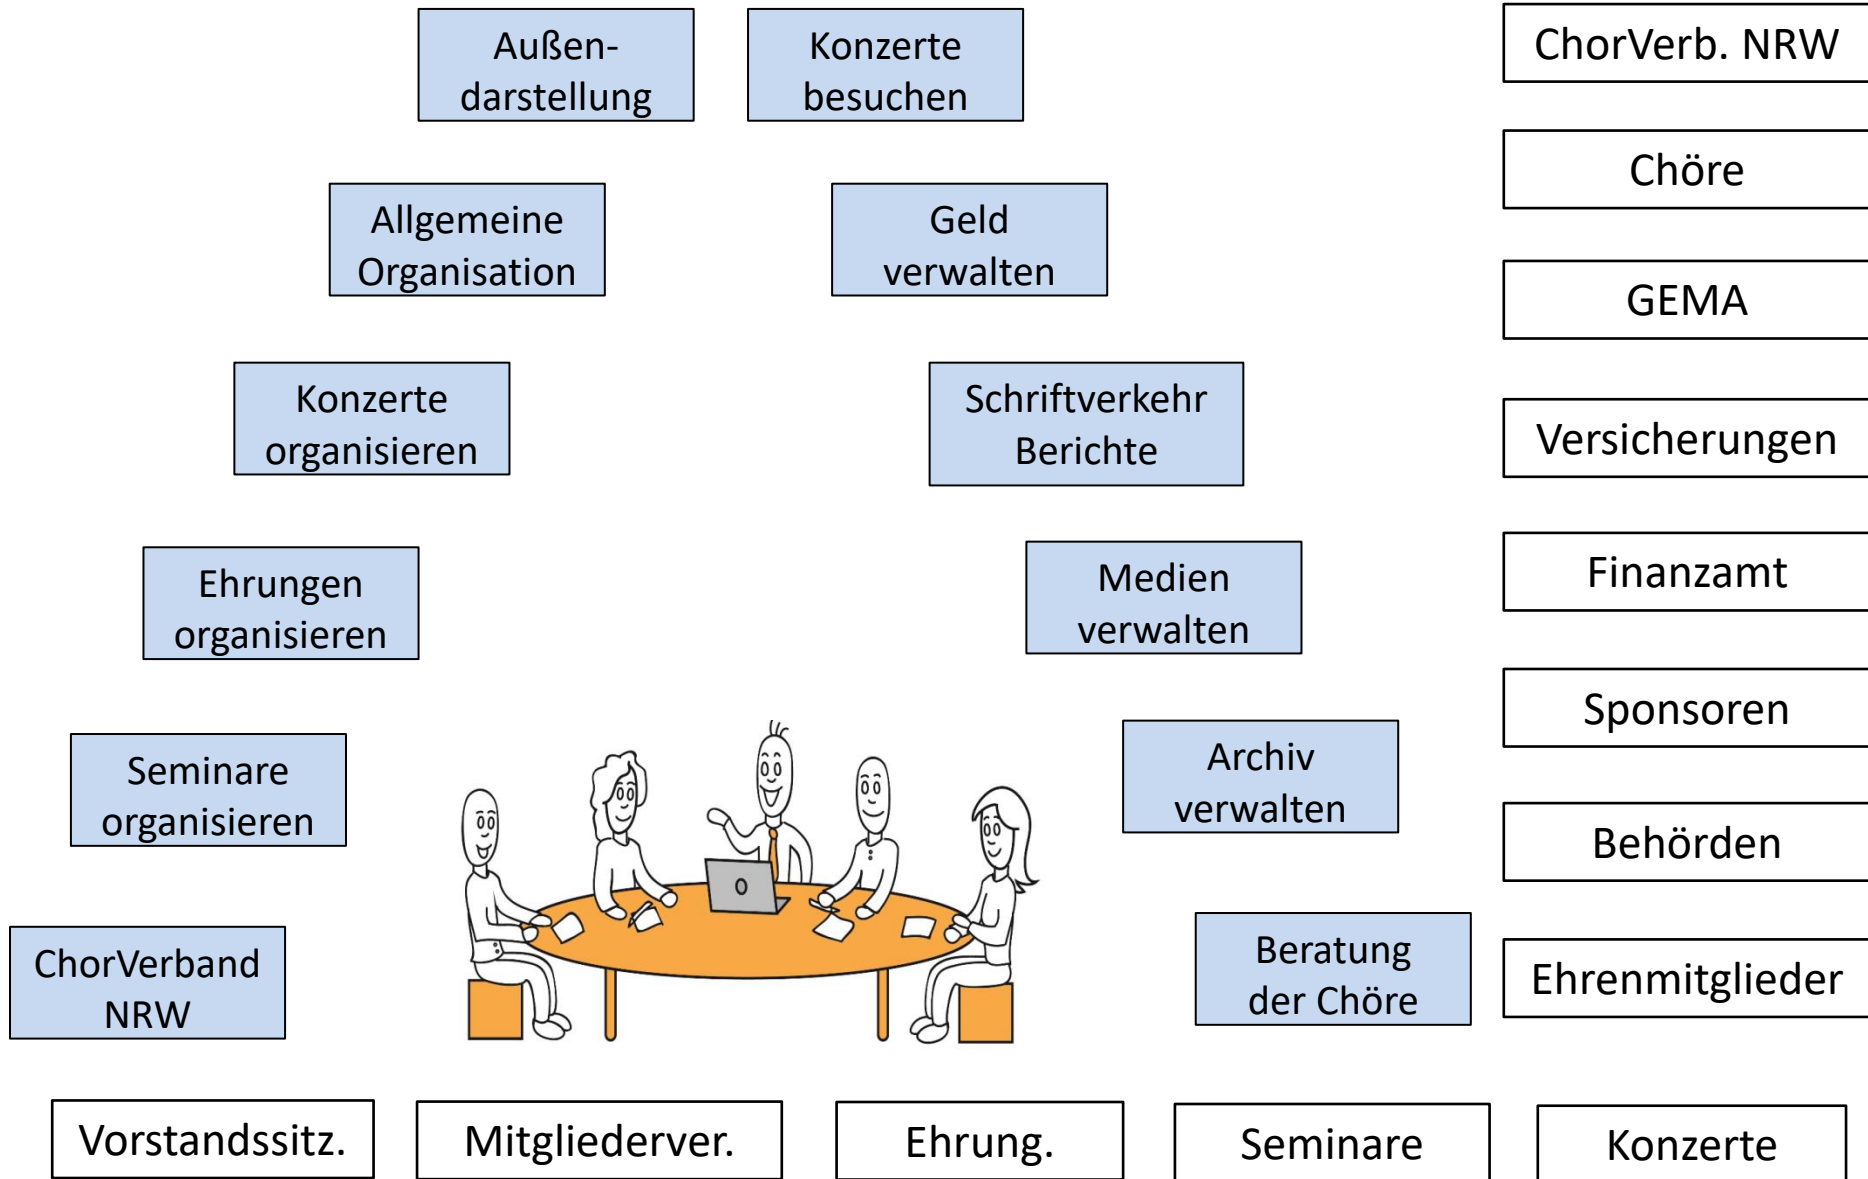 Außen-
darstellung
Konzerte
besuchen
Allgemeine
Organisation
Geld
verwalten
Konzerte
organisieren
Schriftverkehr
Berichte
Ehrungen
organisieren
Medien
verwalten
Seminare
organisieren
Archiv
verwalten
ChorVerband
NRW
Beratung
der Chöre
ChorVerb. NRW
Chöre
GEMA
Versicherungen
Finanzamt
Sponsoren
Behörden
Ehrenmitglieder
Vorstandssitz.
Mitgliederver.
Ehrung.
Seminare
Konzerte